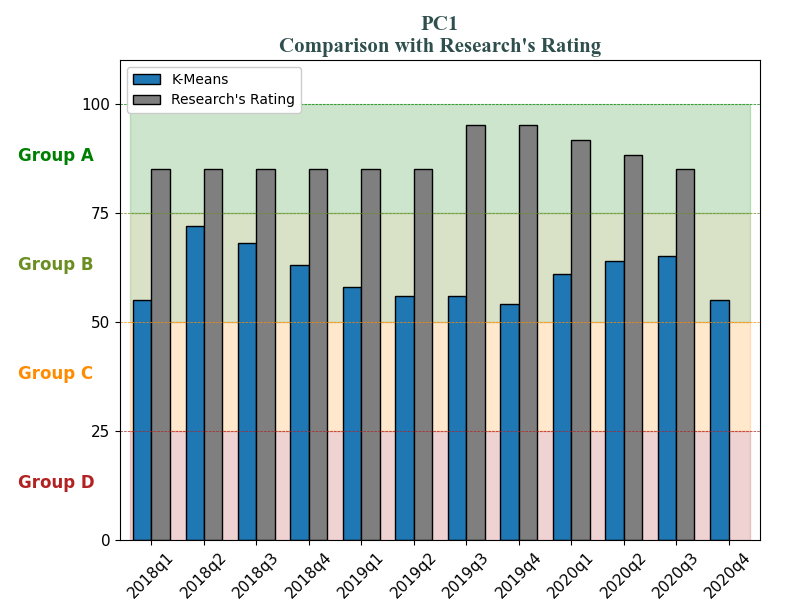 PC1
Comparison with Research's Rating
K-Means
Research's Rating
100
Group A
75
Group B
50
Group C
25
Group D
0
2018q1
2018q2
2018q3
2018q4
2019q1
2019q2
2019q3
2019q4
2020q1
2020q2
2020q3
2020q4